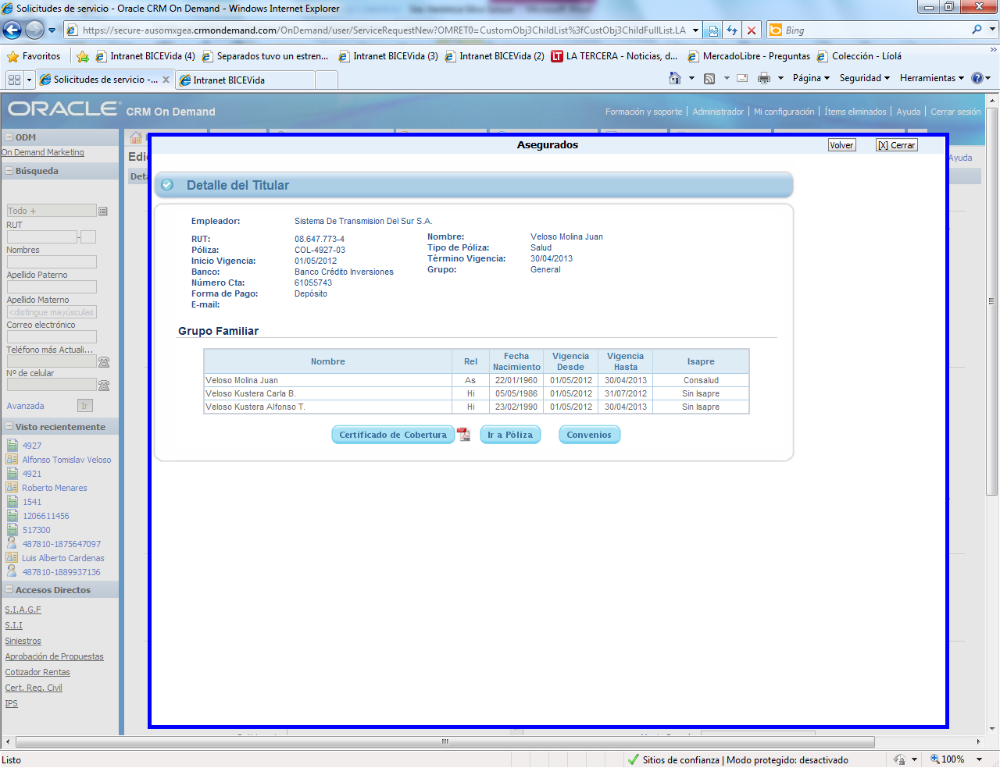 Solicitudes de servicio - Oracle CRM On Demand - Windows Internet Explorer
https://secure-ausomxgea.crmondemand.com/OnDemand/user/ServiceRequestNew?OMRET0=CustomObj3ChildList%3fCustObj3ChildFullList.LA
Bing
Favoritos
Intranet BICEVida (4)
Separados tuvo un estren...
Intranet BICEVida (3)
Intranet BICEVida (2)
LA TERCERA - Noticias, d...
MercadoLibre - Preguntas
Colección - Líolá
Solicitudes de servicio -...
Intranet BICEVida
Página
Seguridad
Herramientas
ORACLE CRM On Demand
Formación y soporte | Administrador | Mi configuración | Ítems eliminados | Ayuda | Cerrar sesión
ODM
On Demand Marketing
Búsqueda
Todo +
RUT
-
Nombres
Apellido Paterno
Apellido Materno
<distingue mayúsculas
Correo electrónico
Teléfono más Actuali...
Nº de celular
Avanzada
Ir
Visto recientemente
4927
Alfonso Tomislav Veloso
4921
Roberto Menares
1541
1206611456
517300
487810-1875647097
Luis Alberto Cardenas
487810-1889937136
Accesos Directos
S.I.A.G.F
S.I.I
Siniestros
Aprobación de Propuestas
Cotizador Rentas
Cert. Reg. Civil
IPS
Edi
Ayuda
Deta
Asegurados
Volver
[X] Cerrar
Detalle del Titular
Empleador: Sistema De Transmision Del Sur S.A.
RUT: 08.647.773-4 Nombre: Veloso Molina Juan
Póliza: COL-4927-03 Tipo de Póliza: Salud
Inicio Vigencia: 01/05/2012 Término Vigencia: 30/04/2013
Banco: Banco Crédito Inversiones Grupo: General
Número Cta: 61055743
Forma de Pago: Depósito
E-mail:
Grupo Familiar
Nombre Rel Fecha Nacimiento Vigencia Desde Vigencia Hasta Isapre
Veloso Molina Juan As 22/01/1960 01/05/2012 30/04/2013 Consalud
Veloso Kustera Carla B. Hi 05/05/1986 01/05/2012 31/07/2012 Sin Isapre
Veloso Kustera Alfonso T. Hi 23/02/1990 01/05/2012 30/04/2013 Sin Isapre
Certificado de Cobertura
Ir a Póliza
Convenios
Listo
Sitios de confianza | Modo protegido: desactivado
100%